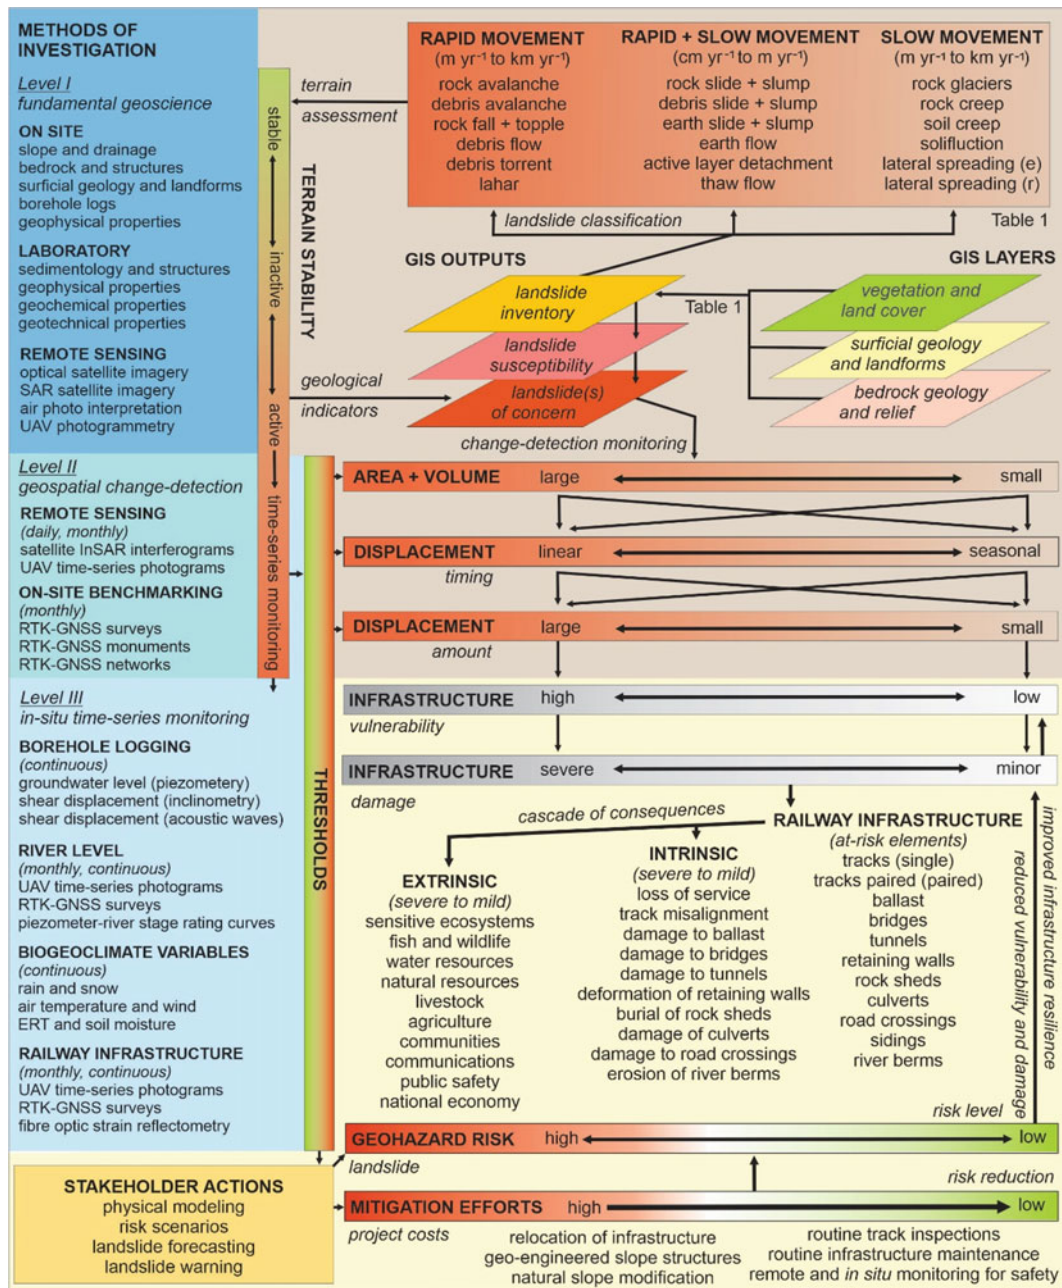 METHODS OF
INVESTIGATION
Level I
fundamental geoscience
ON SITE
slope and drainage
bedrock and structures
surficial geology and landforms
borehole logs
geophysical properties
LABORATORY
sedimentology and structures
geophysical properties
geochemical properties
geotechnical properties
REMOTE SENSING
optical satellite imagery
SAR satellite imagery
air photo interpretation
UAV photogrammetry
Level II
geospatial change-detection
REMOTE SENSING
(daily, monthly)
satellite InSAR interferograms
UAV time-series photograms
ON-SITE BENCHMARKING
(monthly)
RTK-GNSS surveys
RTK-GNSS monuments
RTK-GNSS networks
Level III
in-situ time-series monitoring
BOREHOLE LOGGING
(continuous)
groundwater level (piezometery)
shear displacement (inclinometry)
shear displacement (acoustic waves)
RIVER LEVEL
(monthly, continuous)
UAV time-series photograms
RTK-GNSS surveys
piezometer-river stage rating curves
BIOGEOCLIMATE VARIABLES
(continuous)
rain and snow
air temperature and wind
ERT and soil moisture
RAILWAY INFRASTRUCTURE
(monthly, continuous)
UAV time-series photograms
RTK-GNSS surveys
fibre optic strain reflectometry
STAKEHOLDER ACTIONS
physical modeling
risk scenarios
landslide forecasting
landslide warning
stable
inactive
active
time-series monitoring
TERRAIN STABILITY
THRESHOLDS
terrain
assessment
RAPID MOVEMENT
(m yr⁻¹ to km yr⁻¹)
rock avalanche
debris avalanche
rock fall + topple
debris flow
debris torrent
lahar
RAPID + SLOW MOVEMENT
(cm yr⁻¹ to m yr⁻¹)
rock slide + slump
debris slide + slump
earth slide + slump
earth flow
active layer detachment
thaw flow
SLOW MOVEMENT
(m yr⁻¹ to km yr⁻¹)
rock glaciers
rock creep
soil creep
solifluction
lateral spreading (e)
lateral spreading (r)
landslide classification
Table 1
GIS OUTPUTS
GIS LAYERS
landslide
inventory
Table 1
vegetation and
land cover
landslide
susceptibility
surficial geology
and landforms
geological
indicators
landslide(s)
of concern
bedrock geology
and relief
change-detection monitoring
AREA + VOLUME large small
DISPLACEMENT linear seasonal
timing
DISPLACEMENT large small
amount
INFRASTRUCTURE high low
vulnerability
INFRASTRUCTURE severe minor
damage
cascade of consequences
EXTRINSIC
(severe to mild)
sensitive ecosystems
fish and wildlife
water resources
natural resources
livestock
agriculture
communities
communications
public safety
national economy
INTRINSIC
(severe to mild)
loss of service
track misalignment
damage to ballast
damage to bridges
damage to tunnels
deformation of retaining walls
burial of rock sheds
damage of culverts
damage to road crossings
erosion of river berms
RAILWAY INFRASTRUCTURE
(at-risk elements)
tracks (single)
tracks paired (paired)
ballast
bridges
tunnels
retaining walls
rock sheds
culverts
road crossings
sidings
river berms
reduced vulnerability and damage
improved infrastructure resilience
risk level
GEOHAZARD RISK high low
landslide
risk reduction
MITIGATION EFFORTS high low
project costs
relocation of infrastructure
geo-engineered slope structures
natural slope modification
routine track inspections
routine infrastructure maintenance
remote and in situ monitoring for safety